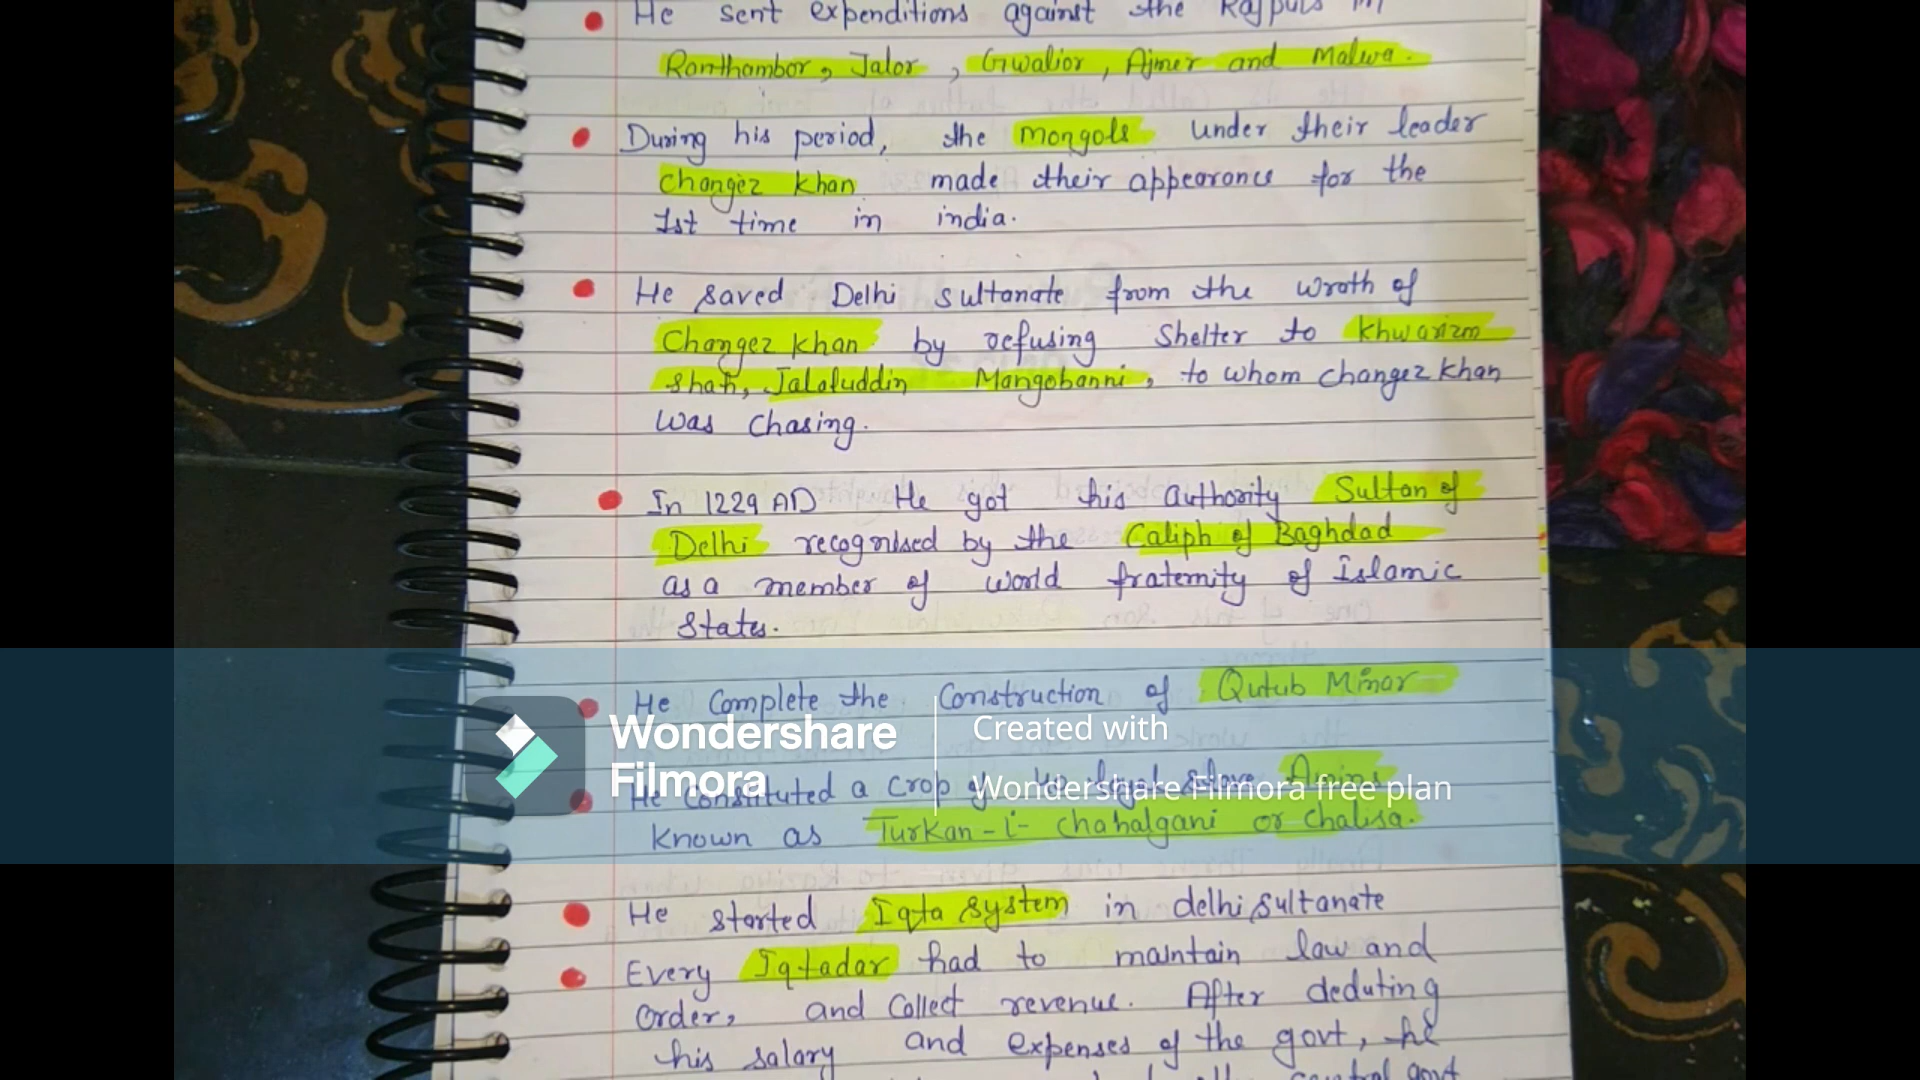 He sent expenditions against the Rajputs in
Ranthambor, Jalor, Gwalior, Ajmer and Malwa.
During his period, the Mongols under their leader
Changez Khan made their appearance for the
1st time in india.
He saved Delhi sultanate from the wrath of
Changez Khan by refusing Shelter to Khwarizm
Shah, Jalaluddin Mangobanni, to whom changez khan
was chasing.
In 1229 AD He got his authority Sultan of
Delhi recognised by the Caliph of Baghdad
as a member of world fraternity of Islamic
States.
He Complete the Construction of Qutub Minar
Wondershare
Filmora
Created with
Wondershare Filmora free plan
He constituted a crop
known as Turkan-i-chahalgani or chalisa.
He started Iqta system in delhi sultanate
Every Iqtadar had to maintain law and
order, and Collect revenue. After deduting
his salary and expenses of the govt, he
central govt